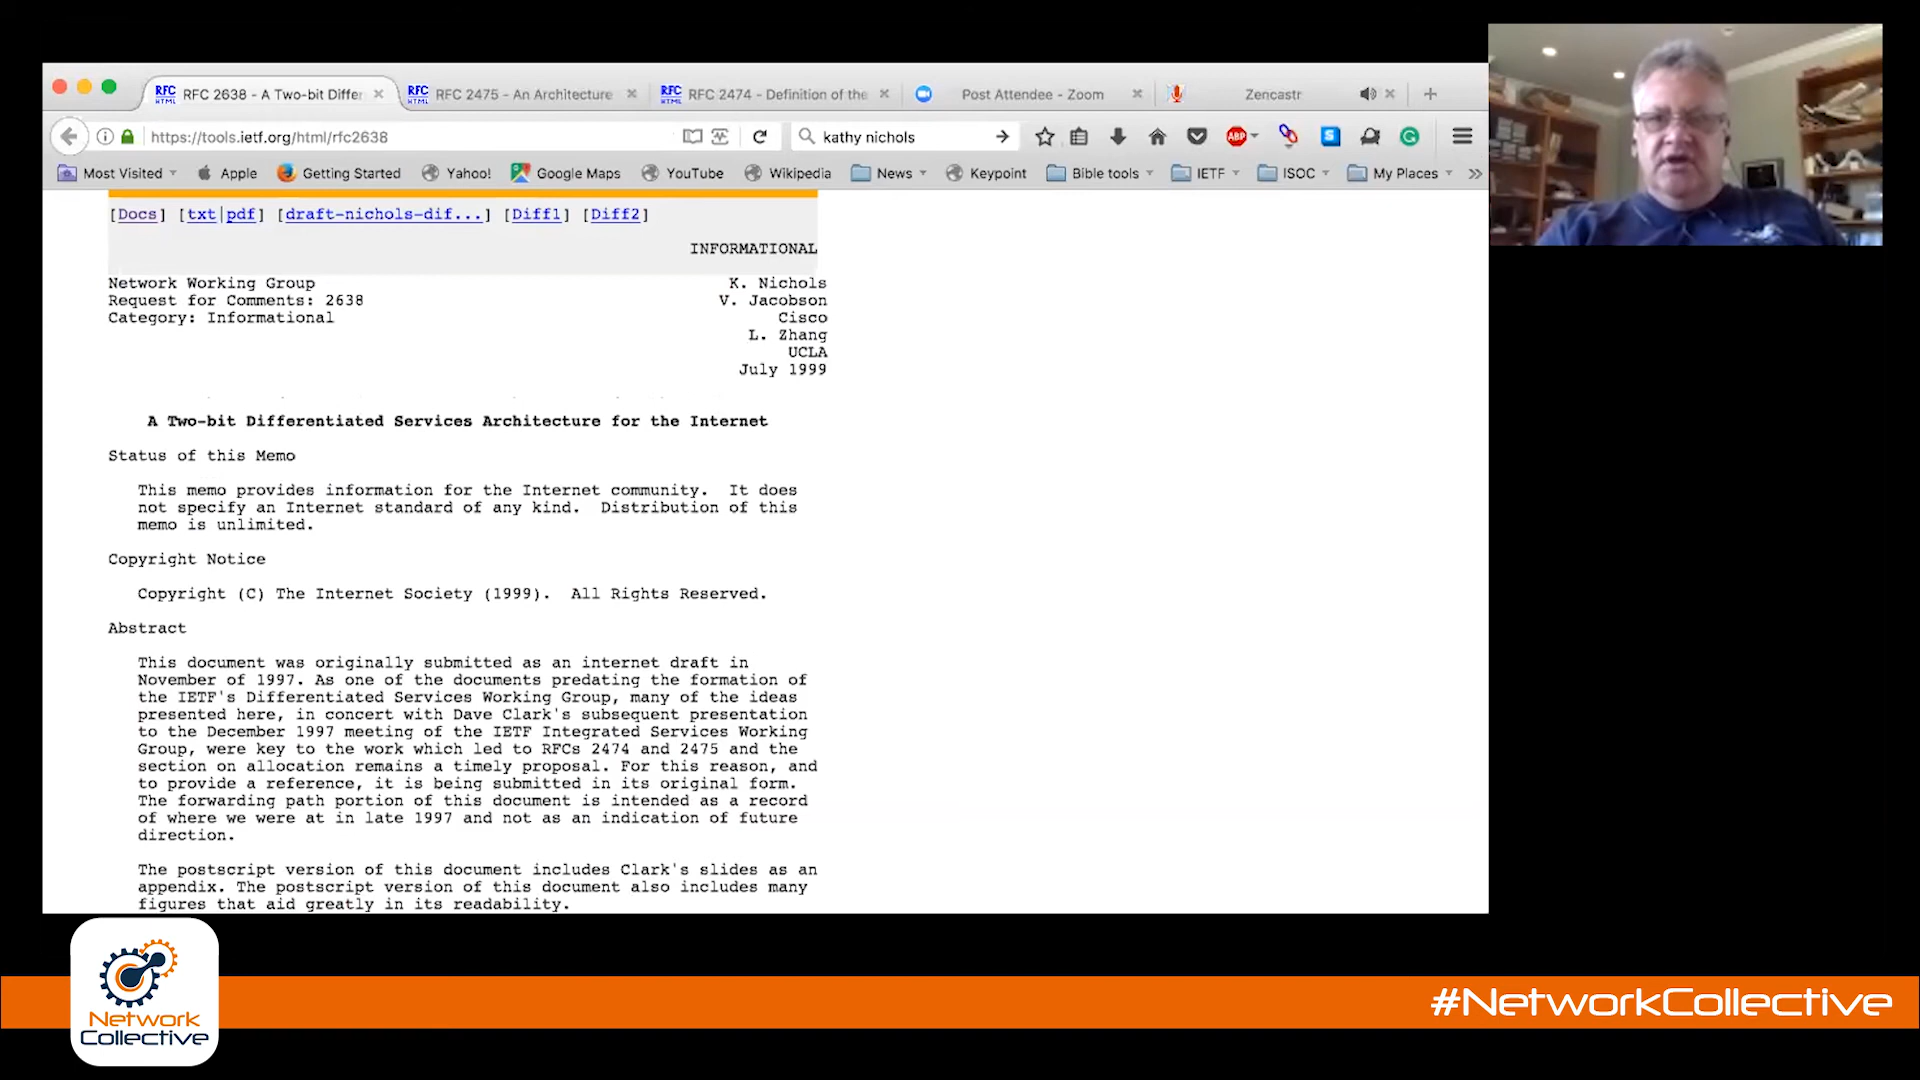 RFC HTML RFC 2638 - A Two-bit Differ
RFC HTML RFC 2475 - An Architecture
RFC HTML RFC 2474 - Definition of the
Post Attendee - Zoom
Zencastr
https://tools.ietf.org/html/rfc2638
kathy nichols
ABP
S
Most Visited
Apple
Getting Started
Yahoo!
Google Maps
YouTube
Wikipedia
News
Keypoint
Bible tools
IETF
ISOC
My Places
[Docs] [txt|pdf] [draft-nichols-dif...] [Diff1] [Diff2]
INFORMATIONAL
Network Working Group K. Nichols
Request for Comments: 2638 V. Jacobson
Category: Informational Cisco
L. Zhang
UCLA
July 1999
A Two-bit Differentiated Services Architecture for the Internet
Status of this Memo
This memo provides information for the Internet community. It does
not specify an Internet standard of any kind. Distribution of this
memo is unlimited.
Copyright Notice
Copyright (C) The Internet Society (1999). All Rights Reserved.
Abstract
This document was originally submitted as an internet draft in
November of 1997. As one of the documents predating the formation of
the IETF's Differentiated Services Working Group, many of the ideas
presented here, in concert with Dave Clark's subsequent presentation
to the December 1997 meeting of the IETF Integrated Services Working
Group, were key to the work which led to RFCs 2474 and 2475 and the
section on allocation remains a timely proposal. For this reason, and
to provide a reference, it is being submitted in its original form.
The forwarding path portion of this document is intended as a record
of where we were at in late 1997 and not as an indication of future
direction.
The postscript version of this document includes Clark's slides as an
appendix. The postscript version of this document also includes many
figures that aid greatly in its readability.
Network
Collective
#NetworkCollective